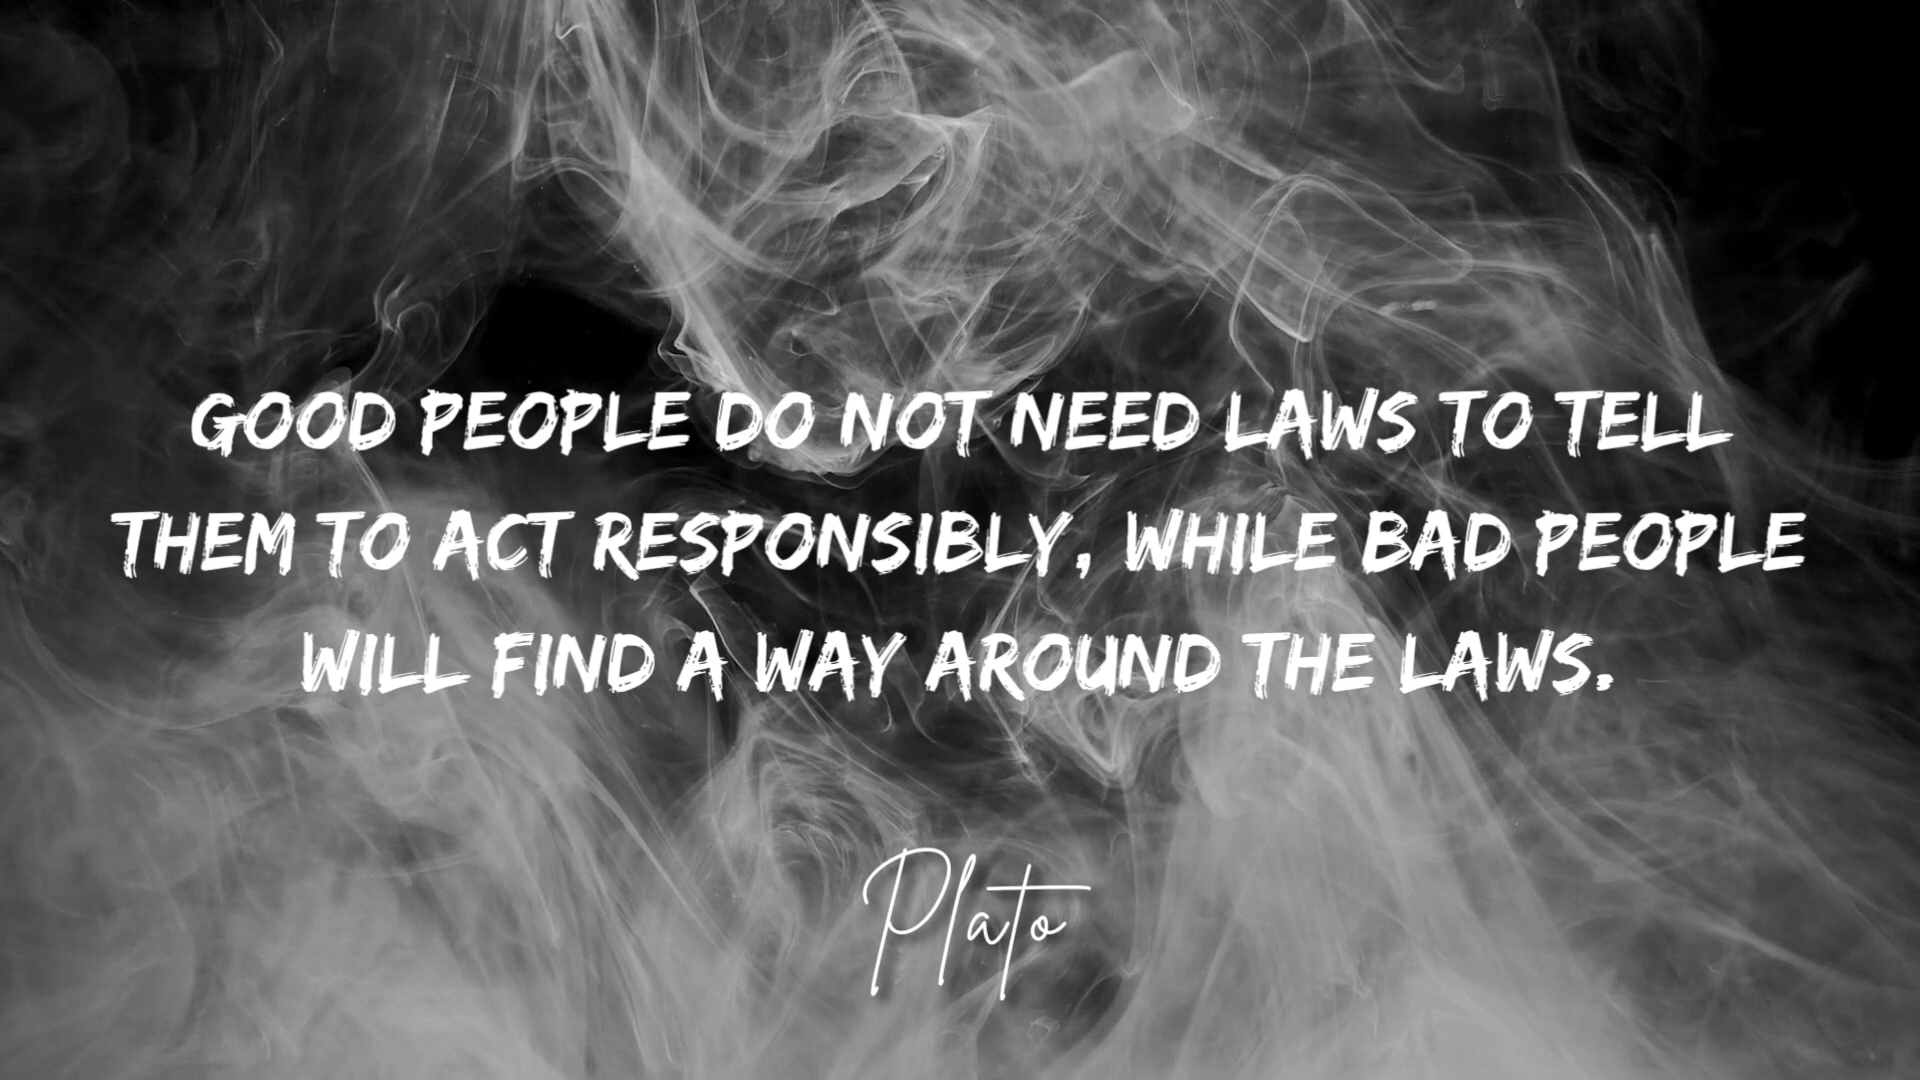 GOOD PEOPLE DO NOT NEED LAWS TO TELL
THEM TO ACT RESPONSIBLY, WHILE BAD PEOPLE
WILL FIND A WAY AROUND THE LAWS.
Plato